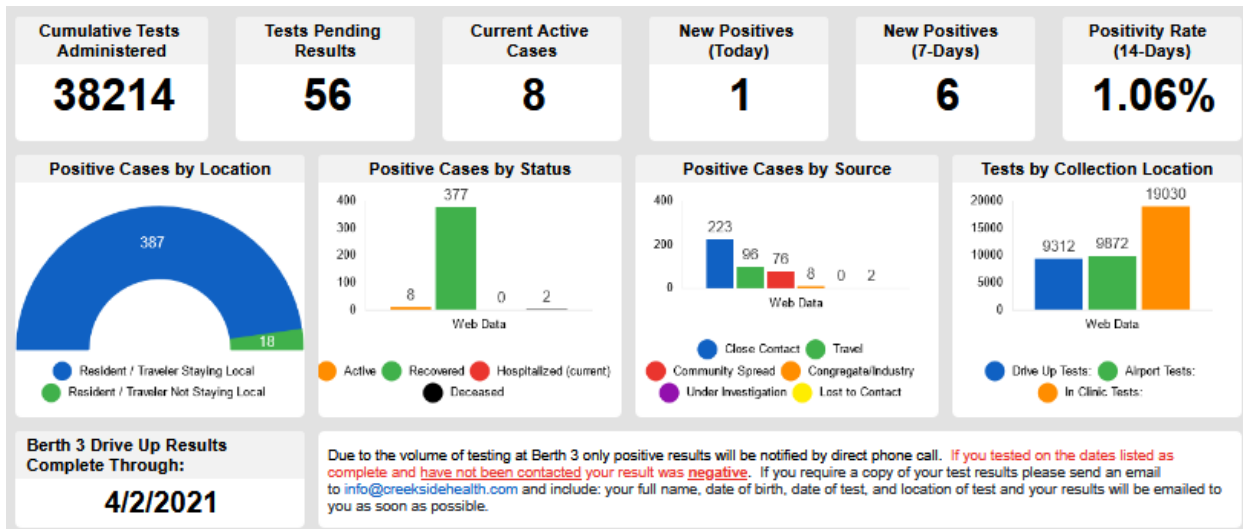 Cumulative Tests
Administered
38214
Tests Pending
Results
56
Current Active
Cases
8
New Positives
(Today)
1
New Positives
(7-Days)
6
Positivity Rate
(14-Days)
1.06%
Positive Cases by Location
387
18
Resident / Traveler Staying Local
Resident / Traveler Not Staying Local
Positive Cases by Status
400
300
200
100
0
8
377
0
2
Web Data
Active Recovered Hospitalized (current)
Deceased
Positive Cases by Source
400
200
0
223
96
76
8
0
2
Web Data
Close Contact Travel
Community Spread Congregate/Industry
Under Investigation Lost to Contact
Tests by Collection Location
20000
15000
10000
5000
0
9312
9872
19030
Web Data
Drive Up Tests: Airport Tests:
In Clinic Tests:
Berth 3 Drive Up Results
Complete Through:
4/2/2021
Due to the volume of testing at Berth 3 only positive results will be notified by direct phone call. If you tested on the dates listed as
complete and have not been contacted your result was negative. If you require a copy of your test results please send an email
to info@creeksidehealth.com and include: your full name, date of birth, date of test, and location of test and your results will be emailed to
you as soon as possible.